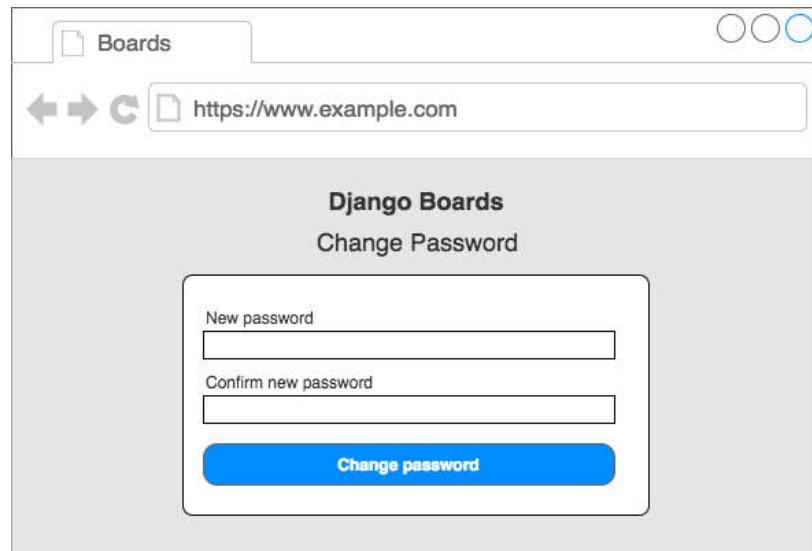 Boards
https://www.example.com
Django Boards
Change Password
New password
Confirm new password
Change password